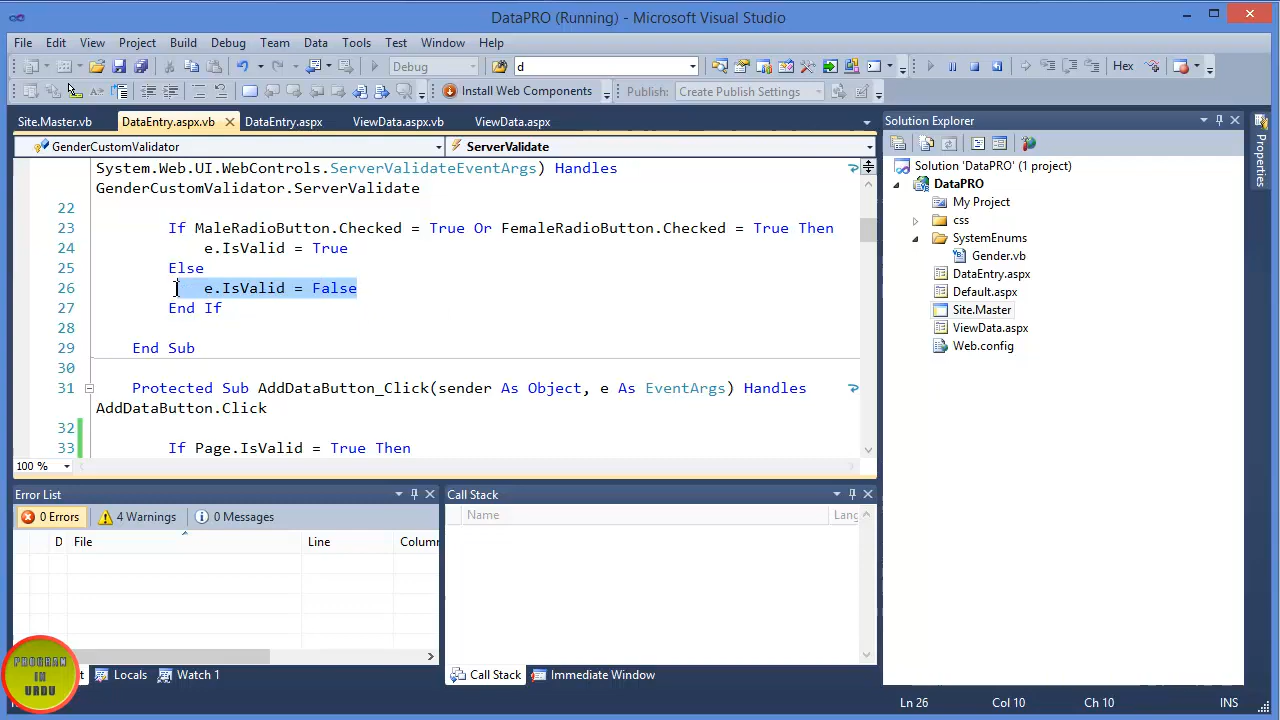 DataPRO (Running) - Microsoft Visual Studio
File Edit View Project Build Debug Team Data Tools Test Window Help
Debug d Hex
Install Web Components Publish: Create Publish Settings
Site.Master.vb DataEntry.aspx.vb DataEntry.aspx ViewData.aspx.vb ViewData.aspx
GenderCustomValidator ServerValidate
System.Web.UI.WebControls.ServerValidateEventArgs) Handles
GenderCustomValidator.ServerValidate
22
23 If MaleRadioButton.Checked = True Or FemaleRadioButton.Checked = True Then
24 e.IsValid = True
25 Else
26 e.IsValid = False
27 End If
28
29 End Sub
30
31 Protected Sub AddDataButton_Click(sender As Object, e As EventArgs) Handles
AddDataButton.Click
32
33 If Page.IsValid = True Then
100 %
Solution Explorer
Solution 'DataPRO' (1 project)
DataPRO
My Project
css
SystemEnums
Gender.vb
DataEntry.aspx
Default.aspx
Site.Master
ViewData.aspx
Web.config
Properties
Error List
0 Errors 4 Warnings 0 Messages
D File Line Column
Locals Watch 1
Call Stack
Name Lang
Call Stack Immediate Window
PROGRAM
IN
URDU
Ln 26 Col 10 Ch 10 INS